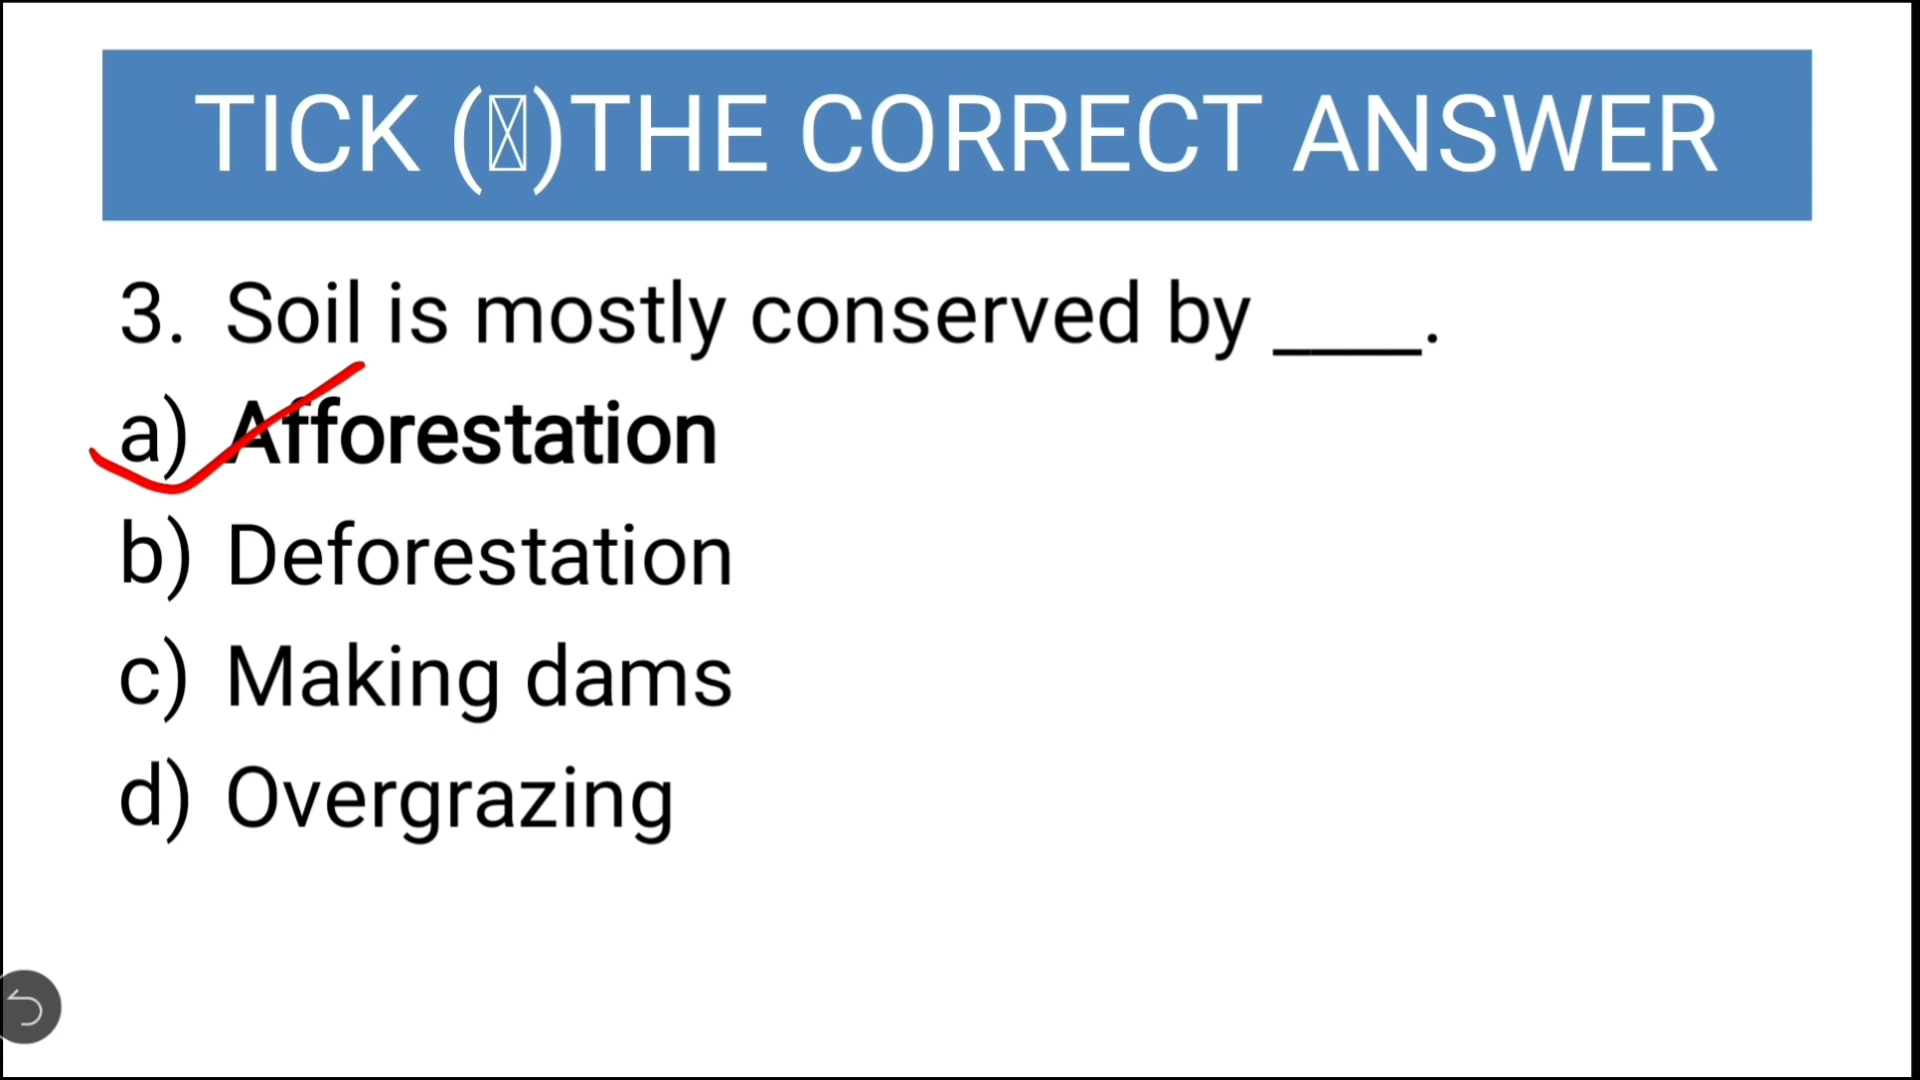 TICK ()THE CORRECT ANSWER
3. Soil is mostly conserved by ____.
a) Afforestation
b) Deforestation
c) Making dams
d) Overgrazing